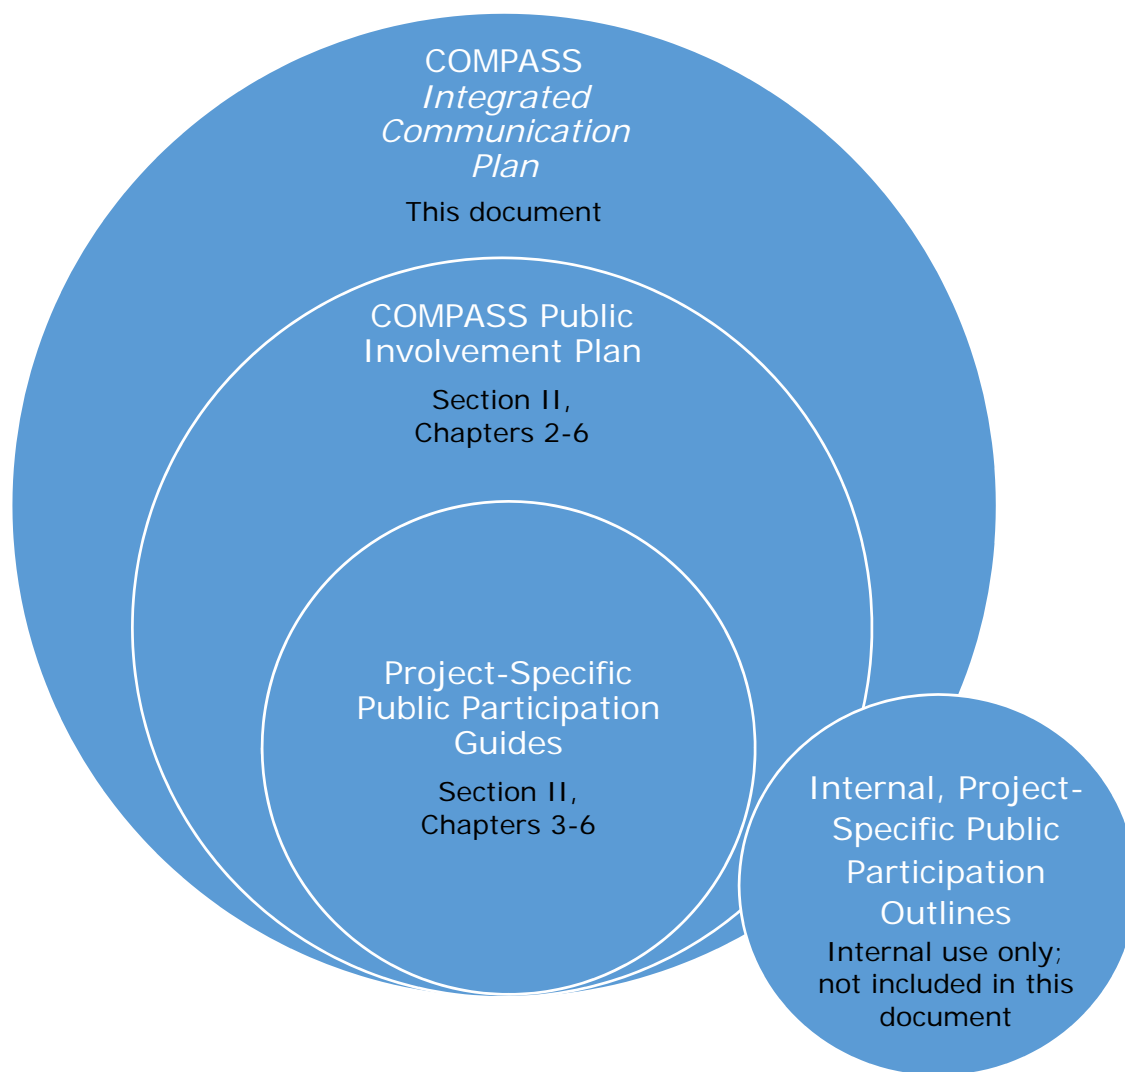 COMPASS
Integrated
Communication
Plan
This document
COMPASS Public
Involvement Plan
Section II,
Chapters 2-6
Project-Specific
Public Participation
Guides
Section II,
Chapters 3-6
Internal, Project-
Specific Public
Participation
Outlines
Internal use only;
not included in this
document